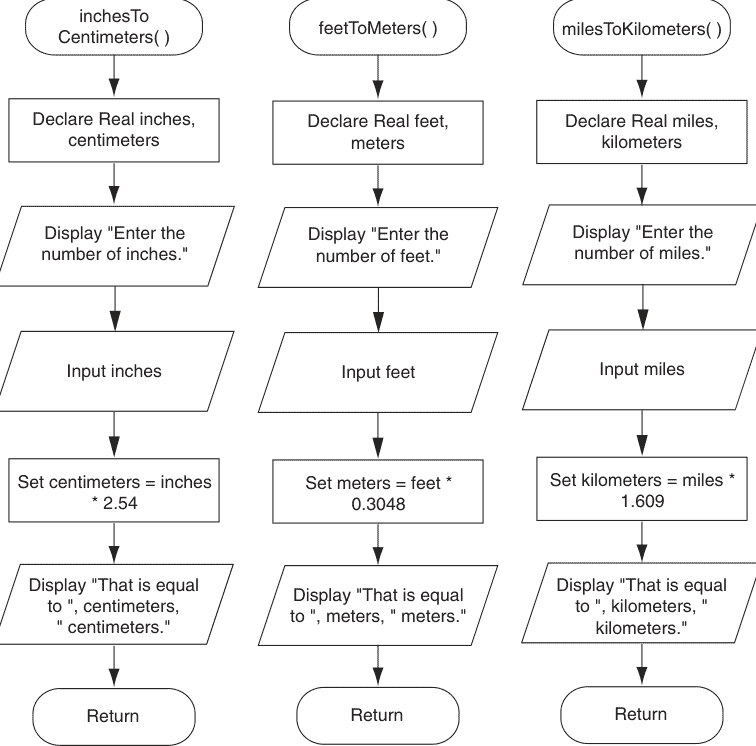 inchesTo
Centimeters( )
Declare Real inches,
centimeters
Display "Enter the
number of inches."
Input inches
Set centimeters = inches
* 2.54
Display "That is equal
to ", centimeters,
" centimeters."
Return
feetToMeters( )
Declare Real feet,
meters
Display "Enter the
number of feet."
Input feet
Set meters = feet *
0.3048
Display "That is equal
to ", meters, " meters."
Return
milesToKilometers( )
Declare Real miles,
kilometers
Display "Enter the
number of miles."
Input miles
Set kilometers = miles *
1.609
Display "That is equal
to ", kilometers, "
kilometers."
Return